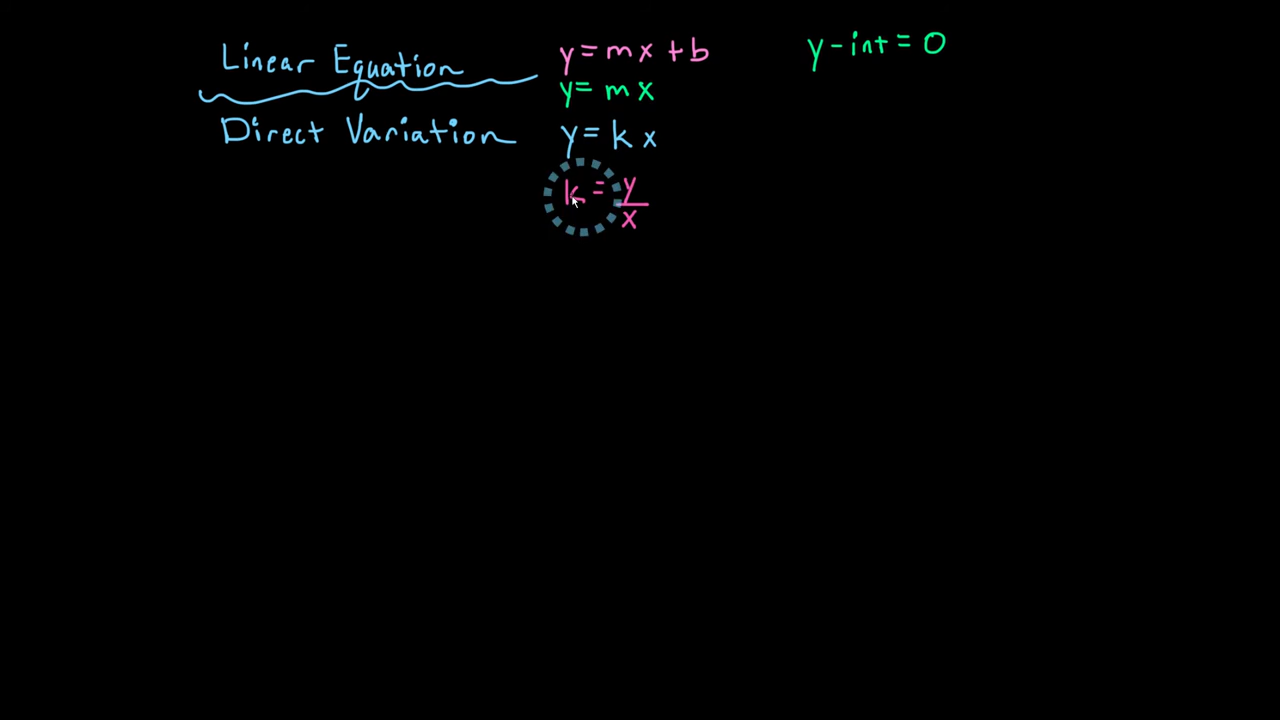 Linear Equation y = mx + b y-int = 0
y = mx
Direct Variation y = kx
k = y/x